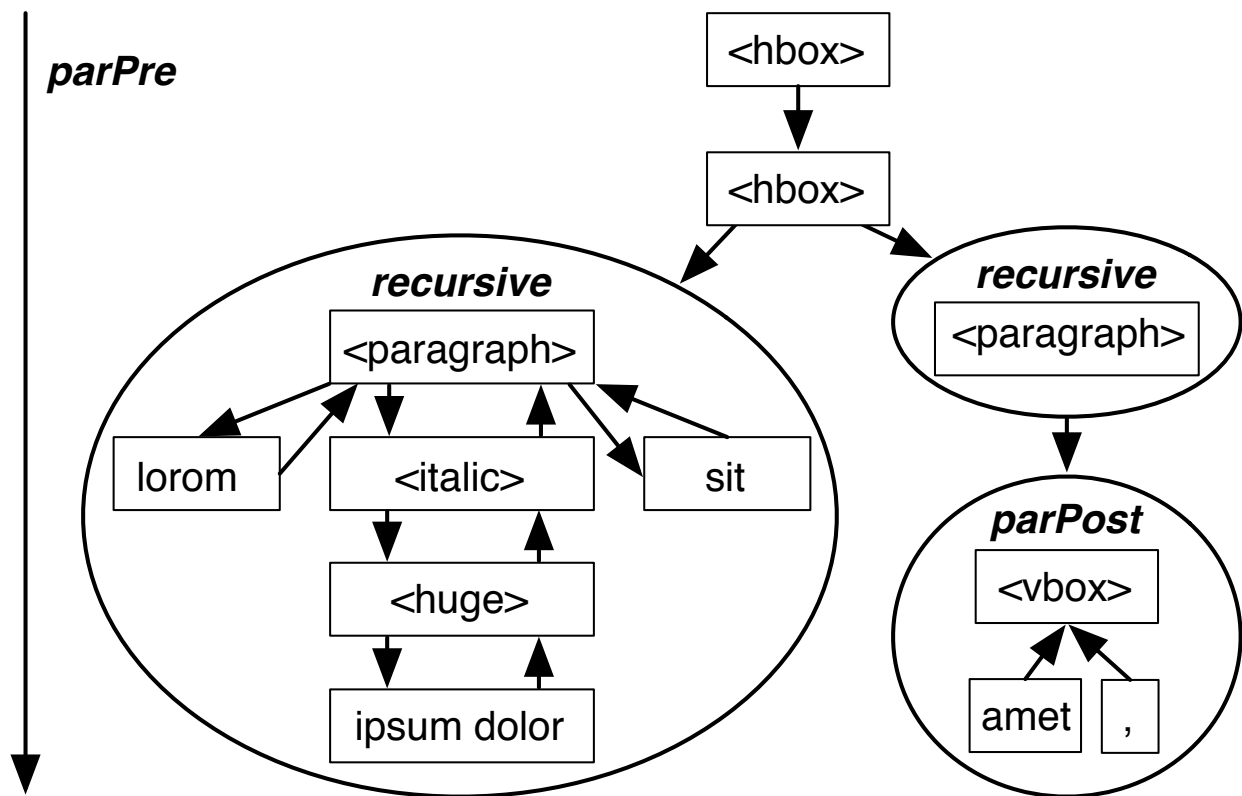 parPre
<hbox>
<hbox>
recursive
<paragraph>
lorom
<italic>
sit
<huge>
ipsum dolor
recursive
<paragraph>
parPost
<vbox>
amet
,